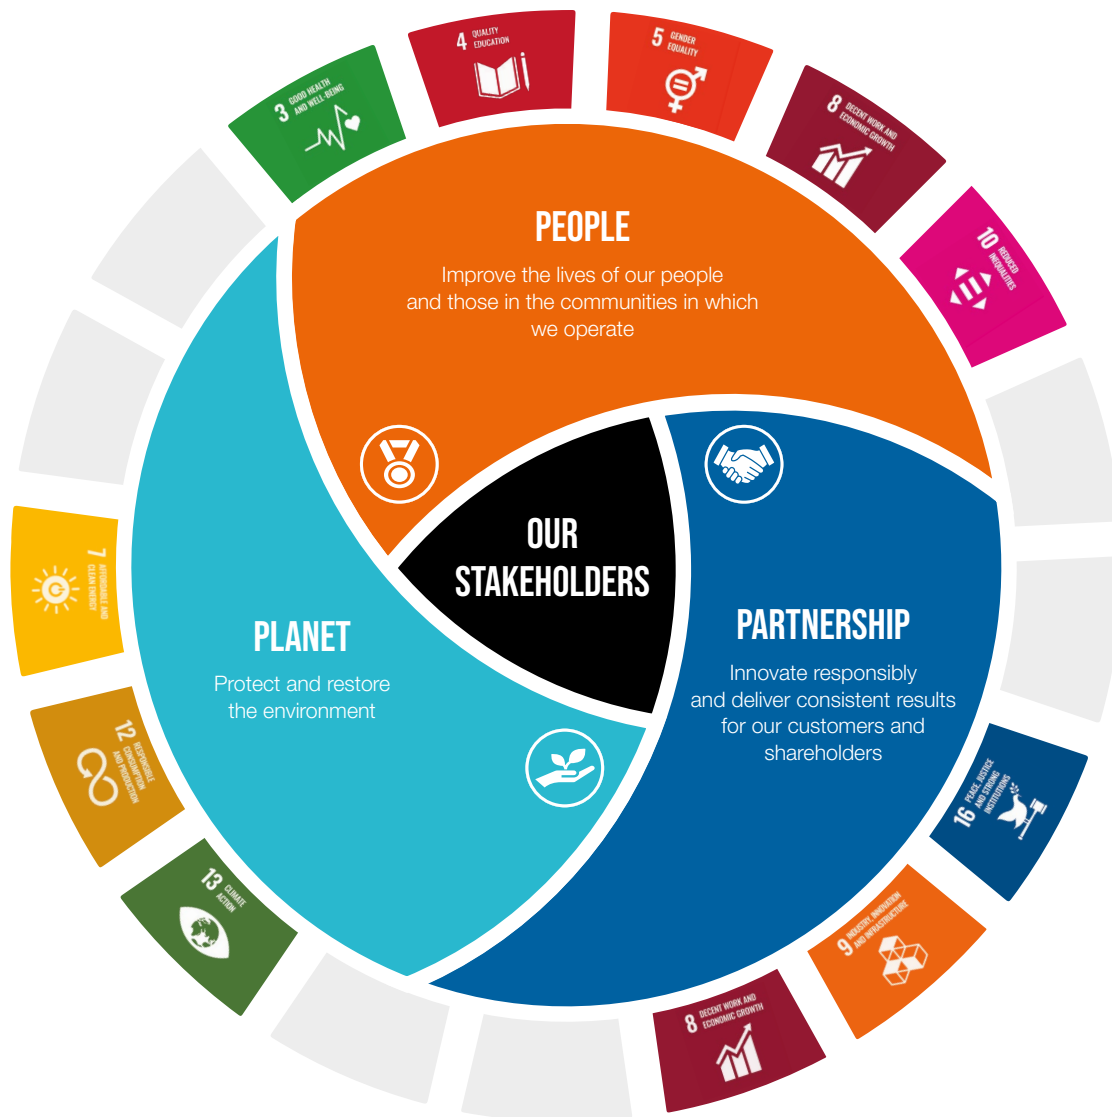 4 QUALITY
EDUCATION
5 GENDER
EQUALITY
3 GOOD HEALTH
AND WELL-BEING
8 DECENT WORK AND
ECONOMIC GROWTH
10 REDUCED
INEQUALITIES
PEOPLE
Improve the lives of our people
and those in the communities in which
we operate
OUR
STAKEHOLDERS
PLANET
Protect and restore
the environment
PARTNERSHIP
Innovate responsibly
and deliver consistent results
for our customers and
shareholders
7 AFFORDABLE AND
CLEAN ENERGY
12 RESPONSIBLE
CONSUMPTION
AND PRODUCTION
13 CLIMATE
ACTION
16 PEACE, JUSTICE
AND STRONG
INSTITUTIONS
9 INDUSTRY, INNOVATION
AND INFRASTRUCTURE
8 DECENT WORK AND
ECONOMIC GROWTH